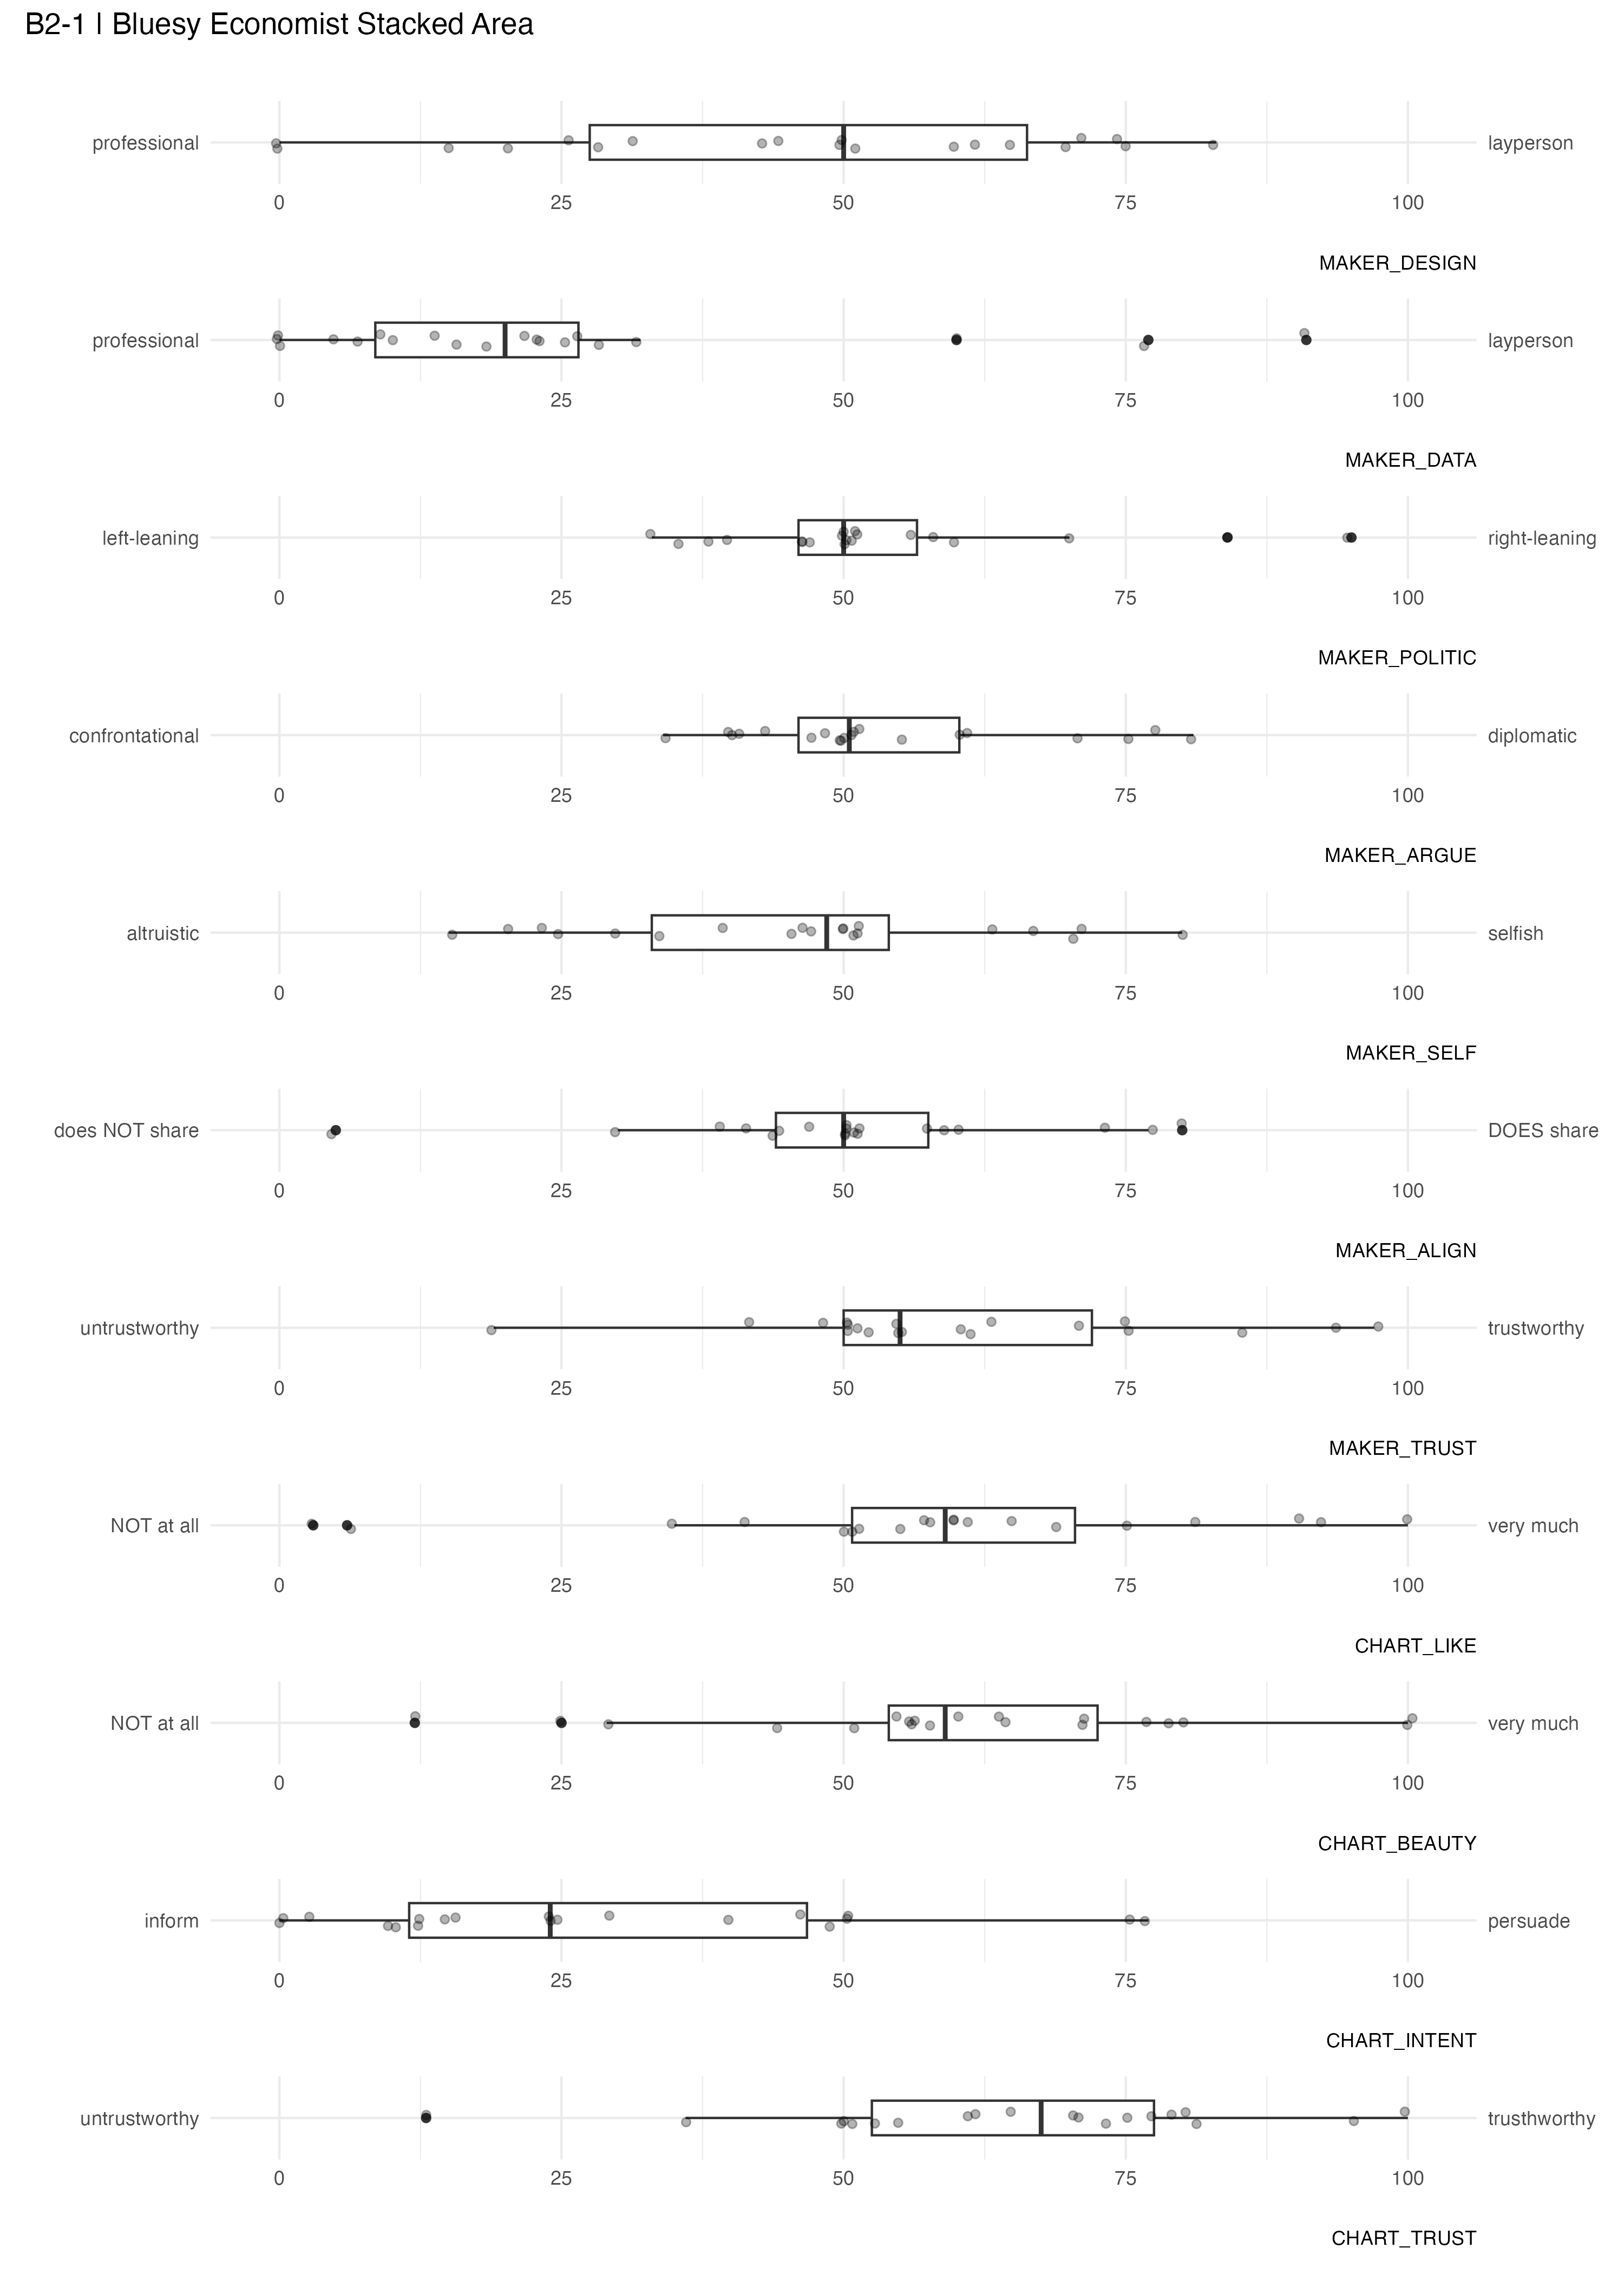 B2-1 | Bluesy Economist Stacked Area
professional layperson
0 25 50 75 100
MAKER_DESIGN
professional layperson
0 25 50 75 100
MAKER_DATA
left-leaning right-leaning
0 25 50 75 100
MAKER_POLITIC
confrontational diplomatic
0 25 50 75 100
MAKER_ARGUE
altruistic selfish
0 25 50 75 100
MAKER_SELF
does NOT share DOES share
0 25 50 75 100
MAKER_ALIGN
untrustworthy trustworthy
0 25 50 75 100
MAKER_TRUST
NOT at all very much
0 25 50 75 100
CHART_LIKE
NOT at all very much
0 25 50 75 100
CHART_BEAUTY
inform persuade
0 25 50 75 100
CHART_INTENT
untrustworthy trusthworthy
0 25 50 75 100
CHART_TRUST